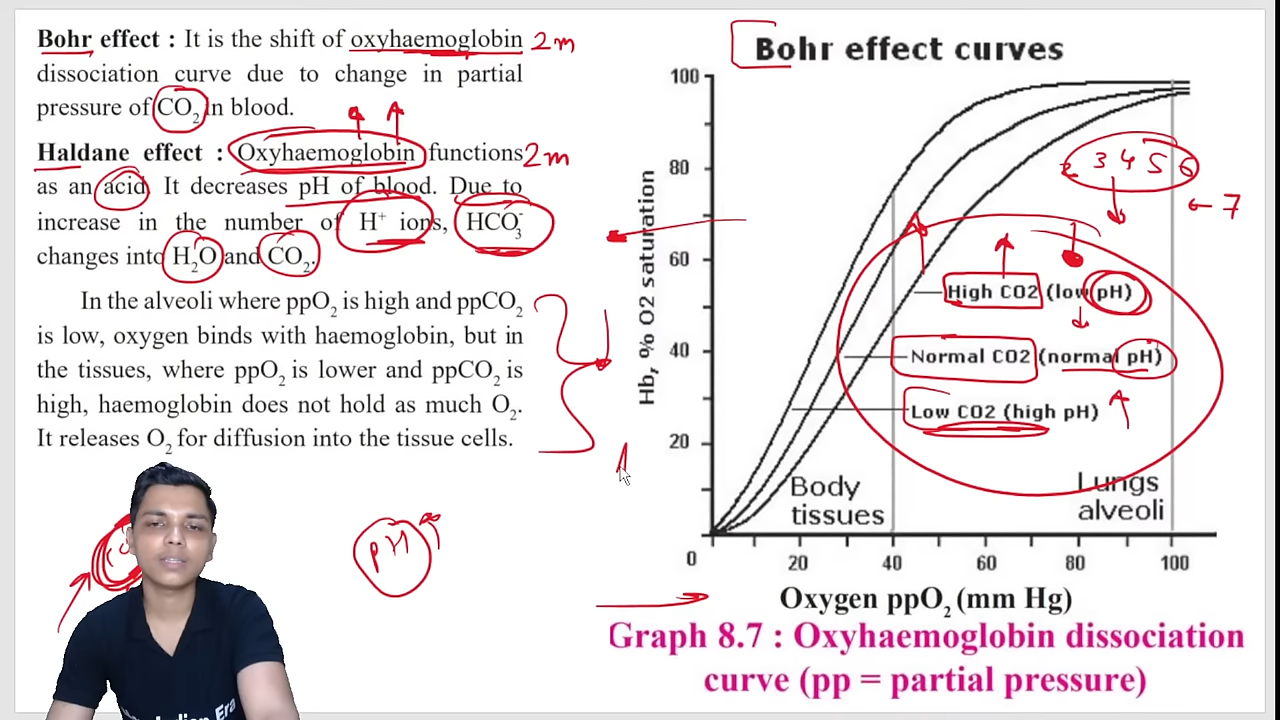 Bohr effect : It is the shift of oxyhaemoglobin 2m
dissociation curve due to change in partial
pressure of CO₂ in blood.
Haldane effect : Oxyhaemoglobin functions 2m
as an acid. It decreases pH of blood. Due to
increase in the number of H⁺ ions, HCO₃⁻
changes into H₂O and CO₂.
In the alveoli where ppO₂ is high and ppCO₂
is low, oxygen binds with haemoglobin, but in
the tissues, where ppO₂ is lower and ppCO₂ is
high, haemoglobin does not hold as much O₂.
It releases O₂ for diffusion into the tissue cells.
pH
Indian Era
Bohr effect curves
Hb, % O2 saturation
100
80
60
40
20
2 3 4 5 6
7
High CO2 (low pH)
Normal CO2 (normal pH)
Low CO2 (high pH)
Body
tissues
Lungs
alveoli
0 20 40 60 80 100
Oxygen ppO₂ (mm Hg)
Graph 8.7 : Oxyhaemoglobin dissociation
curve (pp = partial pressure)